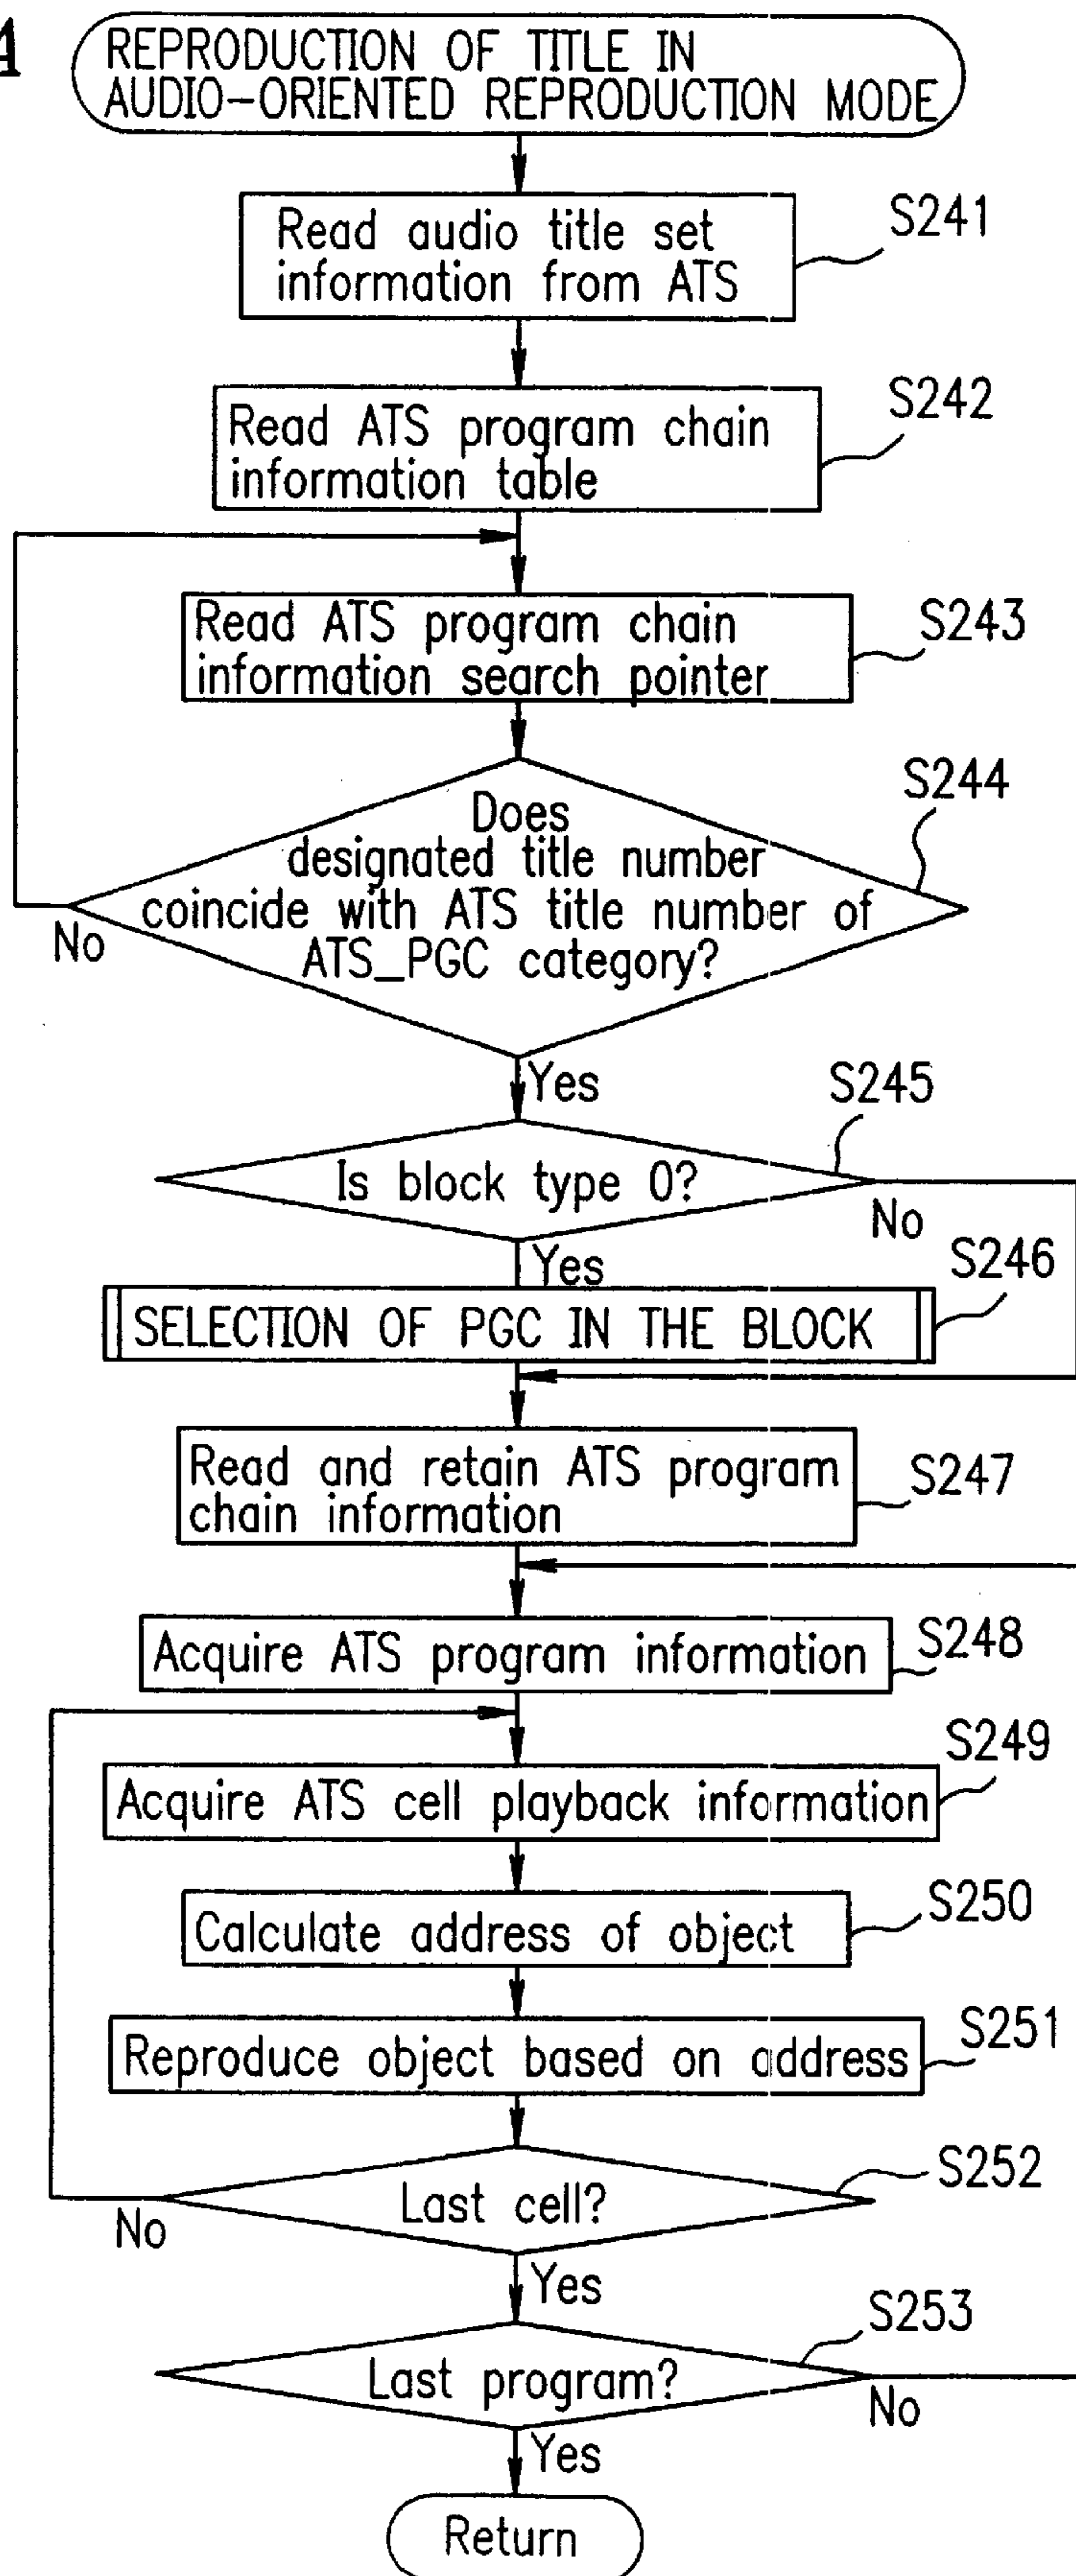 A
REPRODUCTION OF TITLE IN
AUDIO-ORIENTED REPRODUCTION MODE
S241
Read audio title set
information from ATS
S242
Read ATS program chain
information table
S243
Read ATS program chain
information search pointer
S244
Does
designated title number
coincide with ATS title number of
ATS_PGC category?
No
Yes
S245
Is block type 0?
No
Yes
S246
SELECTION OF PGC IN THE BLOCK
S247
Read and retain ATS program
chain information
S248
Acquire ATS program information
S249
Acquire ATS cell playback information
S250
Calculate address of object
S251
Reproduce object based on address
S252
Last cell?
No
Yes
S253
Last program?
No
Yes
Return